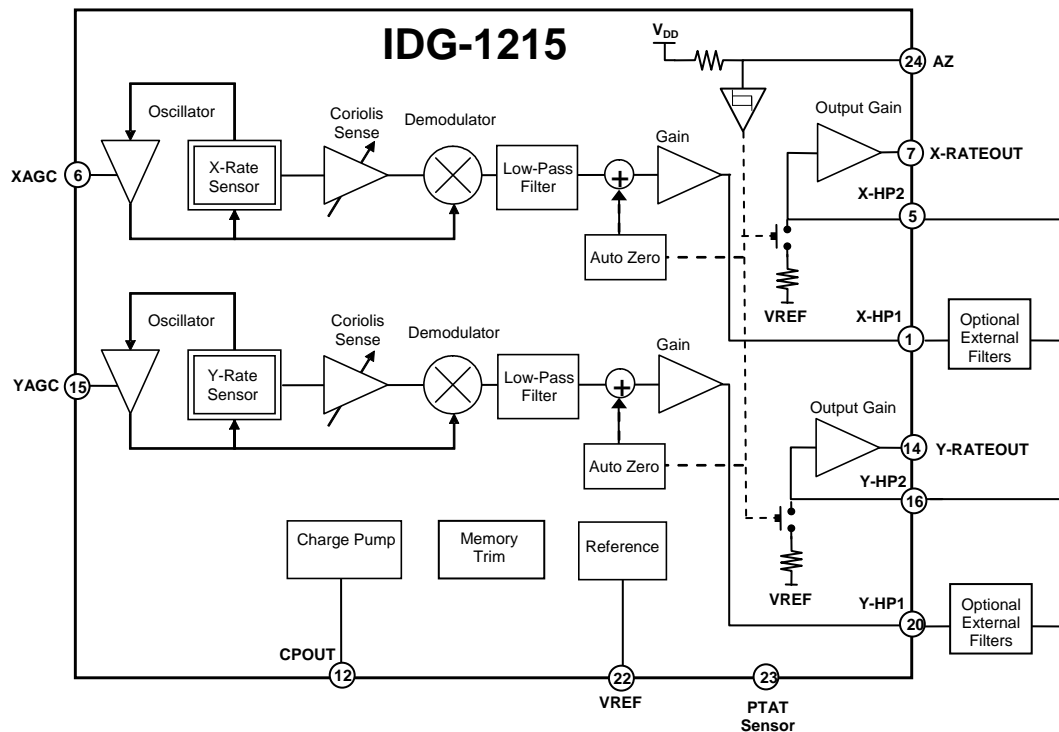 IDG-1215
VDD
24 AZ
Oscillator
Coriolis
Sense
Demodulator
Gain
Output Gain
XAGC 6
X-Rate
Sensor
Low-Pass
Filter
+
7 X-RATEOUT
X-HP2
5
Auto Zero
VREF
X-HP1
1
Optional
External
Filters
Oscillator
Coriolis
Sense
Demodulator
Gain
YAGC 15
Y-Rate
Sensor
Low-Pass
Filter
+
Output Gain
14 Y-RATEOUT
Auto Zero
Y-HP2
16
Charge Pump
Memory
Trim
Reference
VREF
Y-HP1
20
Optional
External
Filters
CPOUT
12
22
VREF
23
PTAT
Sensor